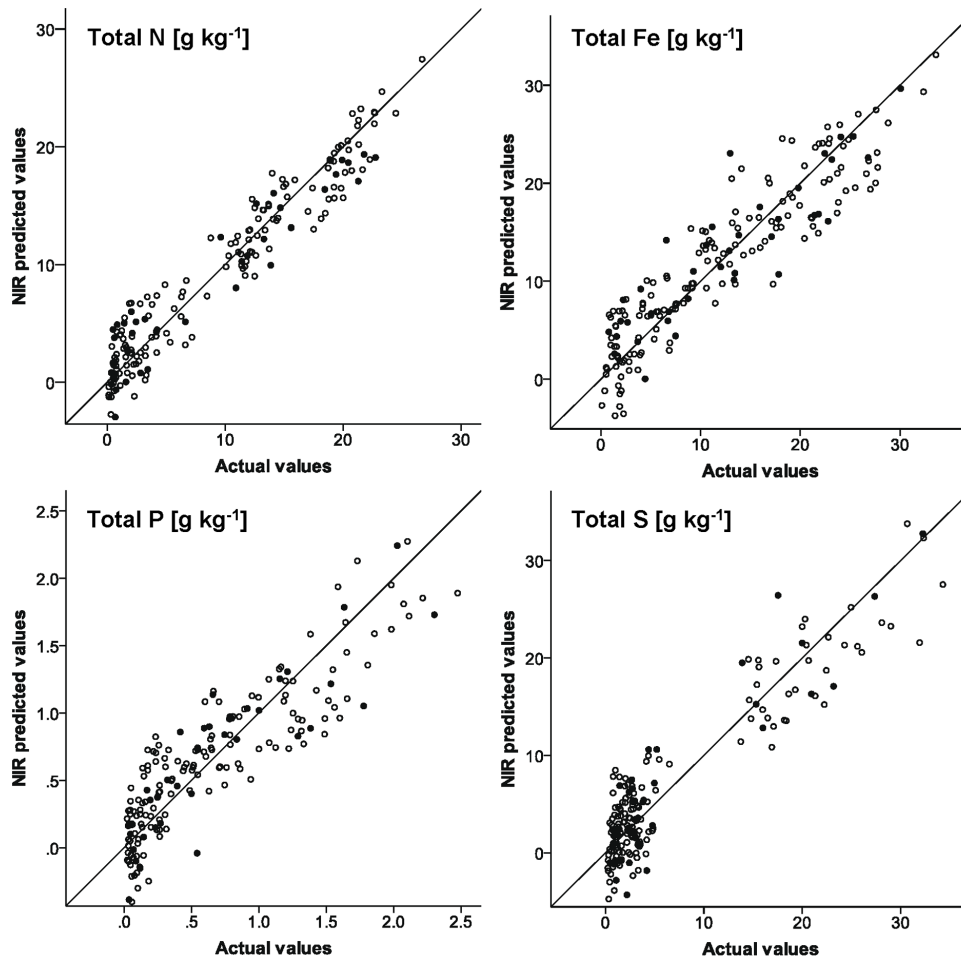 Total N [g kg⁻¹]
30
20
10
0
NIR predicted values
0 10 20 30
Actual values
Total Fe [g kg⁻¹]
30
20
10
0
NIR predicted values
0 10 20 30
Actual values
Total P [g kg⁻¹]
2.5
2.0
1.5
1.0
.5
.0
NIR predicted values
.0 .5 1.0 1.5 2.0 2.5
Actual values
Total S [g kg⁻¹]
30
20
10
0
NIR predicted values
0 10 20 30
Actual values